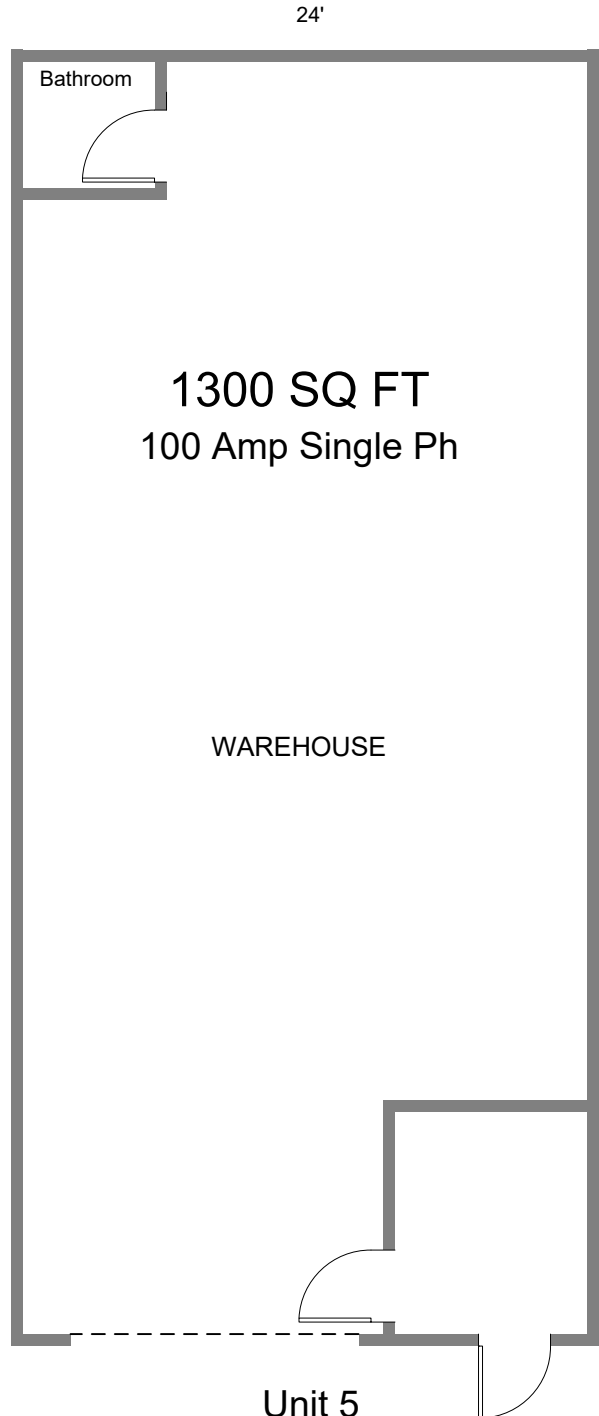 24'
Bathroom
1300 SQ FT
100 Amp Single Ph
WAREHOUSE
Unit 5